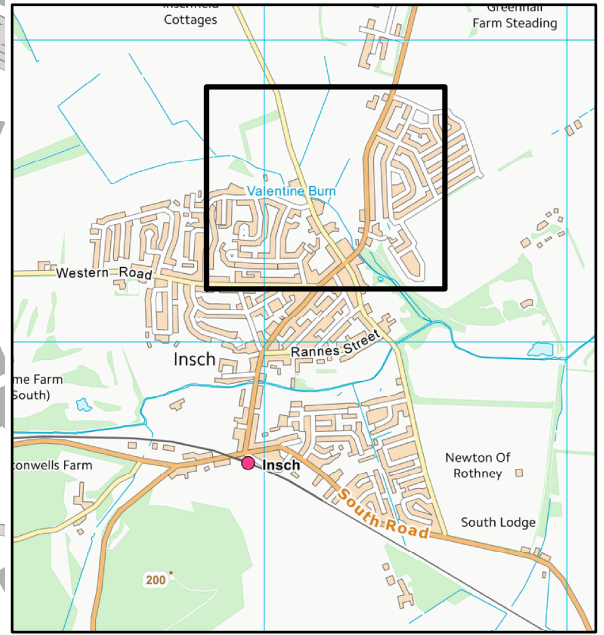 Inschfield
Cottages
Greenhall
Farm Steading
Valentine Burn
Western Road
Insch
Rannes Street
me Farm
South)
tonwells Farm
Insch
Newton Of
Rothney
South Road
South Lodge
200